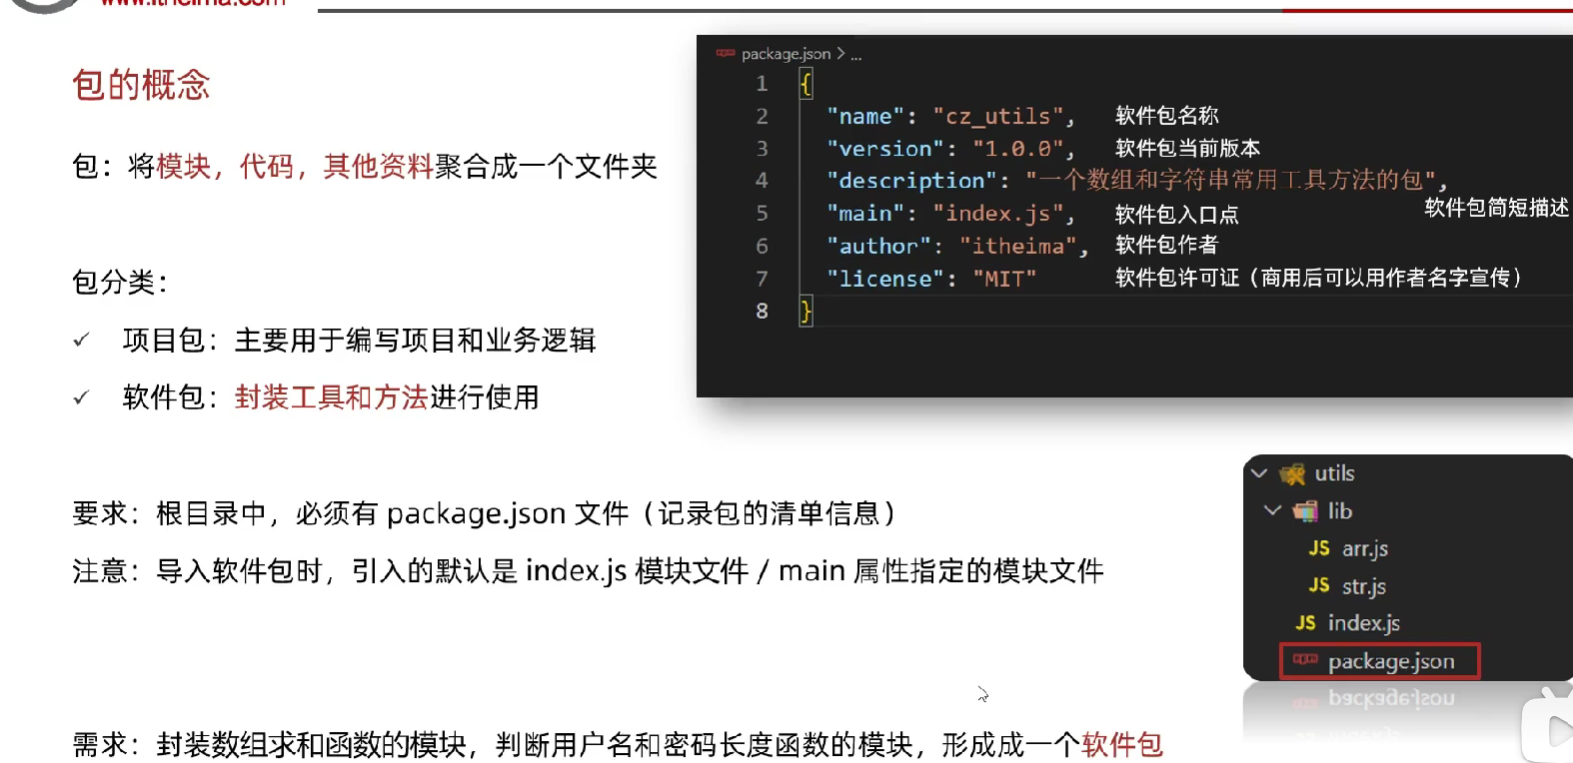 www.itheima.com
包的概念
包：将模块，代码，其他资料聚合成一个文件夹
包分类：
✓ 项目包：主要用于编写项目和业务逻辑
✓ 软件包：封装工具和方法进行使用
要求：根目录中，必须有 package.json 文件（记录包的清单信息）
注意：导入软件包时，引入的默认是 index.js 模块文件 / main 属性指定的模块文件
需求：封装数组求和函数的模块，判断用户名和密码长度函数的模块，形成成一个软件包
package.json > ...
1 {
2 "name": "cz_utils", 软件包名称
3 "version": "1.0.0", 软件包当前版本
4 "description": "一个数组和字符串常用工具方法的包",
软件包简短描述
5 "main": "index.js", 软件包入口点
6 "author": "itheima", 软件包作者
7 "license": "MIT" 软件包许可证（商用后可以用作者名字宣传）
8 }
utils
lib
JS arr.js
JS str.js
JS index.js
package.json